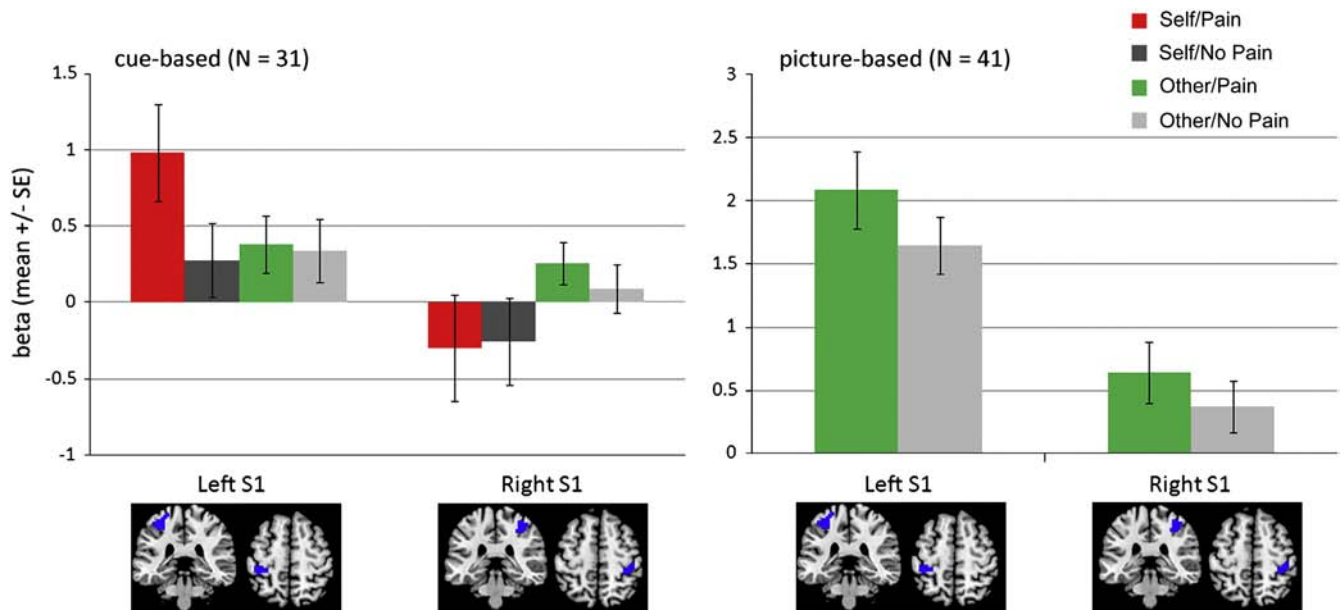 cue-based (N = 31)
beta (mean +/- SE)
1.5
1
0.5
0
-0.5
-1
Left S1
Right S1
picture-based (N = 41)
3
2.5
2
1.5
1
0.5
0
Left S1
Right S1
Self/Pain
Self/No Pain
Other/Pain
Other/No Pain